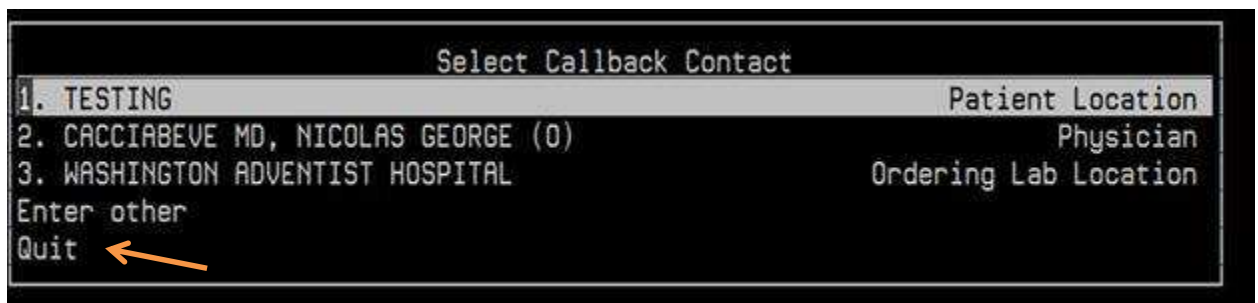 Select Callback Contact
1. TESTING Patient Location
2. CACCIABEVE MD, NICOLAS GEORGE (O) Physician
3. WASHINGTON ADVENTIST HOSPITAL Ordering Lab Location
Enter other
Quit